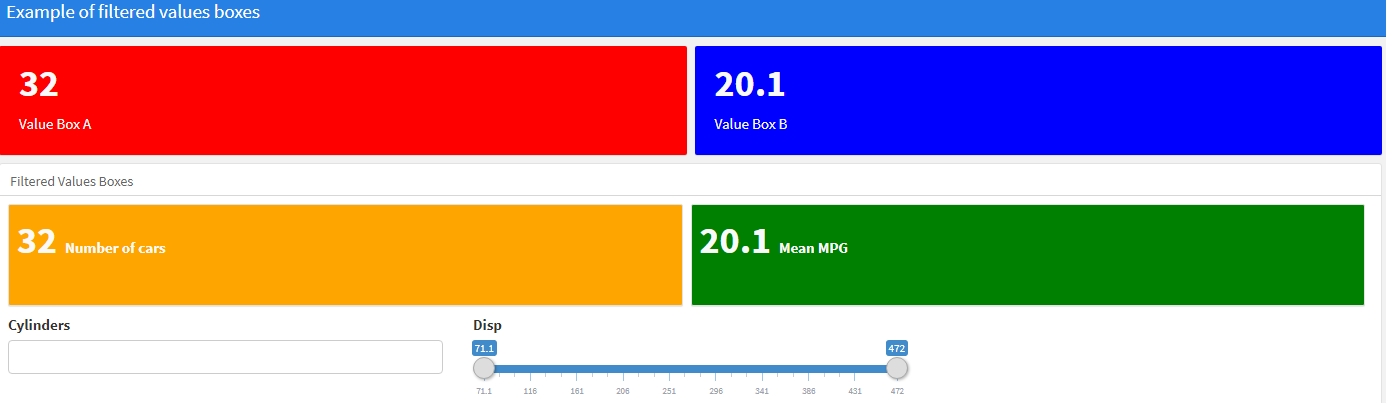 Example of filtered values boxes
32
Value Box A
20.1
Value Box B
Filtered Values Boxes
32 Number of cars
20.1 Mean MPG
Cylinders
Disp
71.1 472
71.1 116 161 206 251 296 341 386 431 472